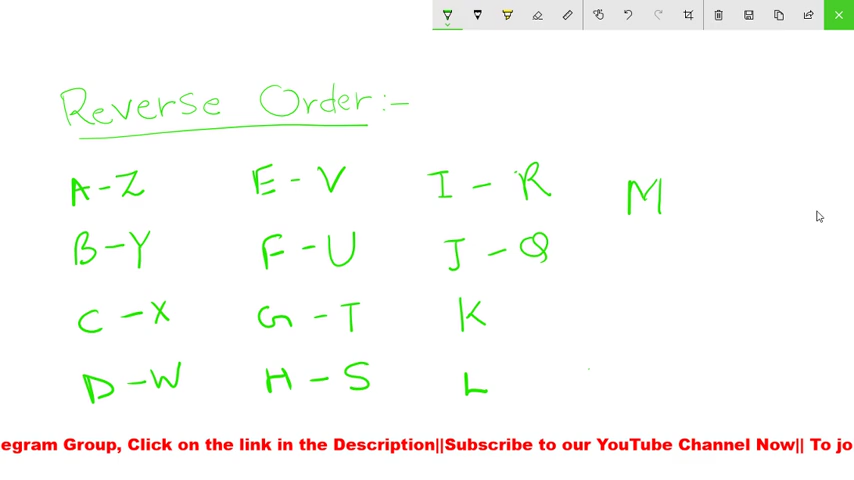 Reverse Order:-
A-Z E-V I-R M
B-Y F-U J-Q
C-X G-T K
D-W H-S L
egram Group, Click on the link in the Description||Subscribe to our YouTube Channel Now|| To jo